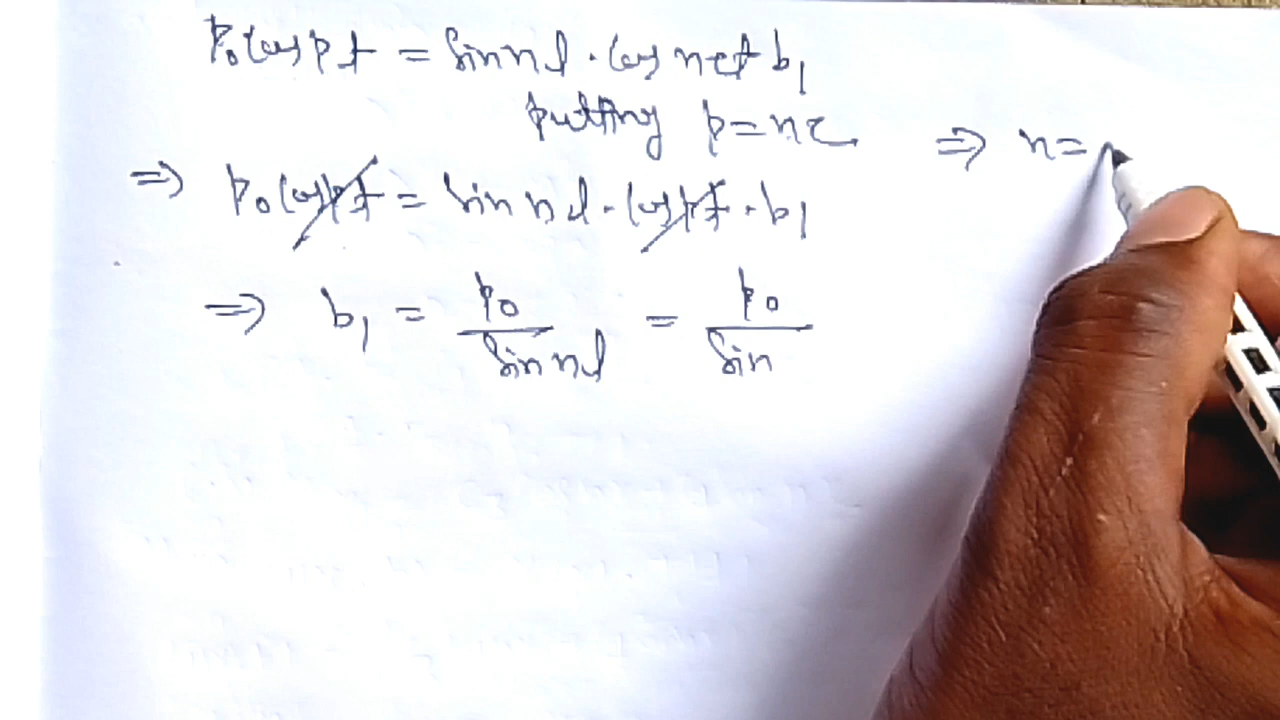 p₀ cos pt = sin nl · cos nct b₁
putting p = nc ⇒ n =
⇒ p₀ cos pt = sin nl · cos pt · b₁
⇒ b₁ = p₀ / sin nl = p₀ / sin